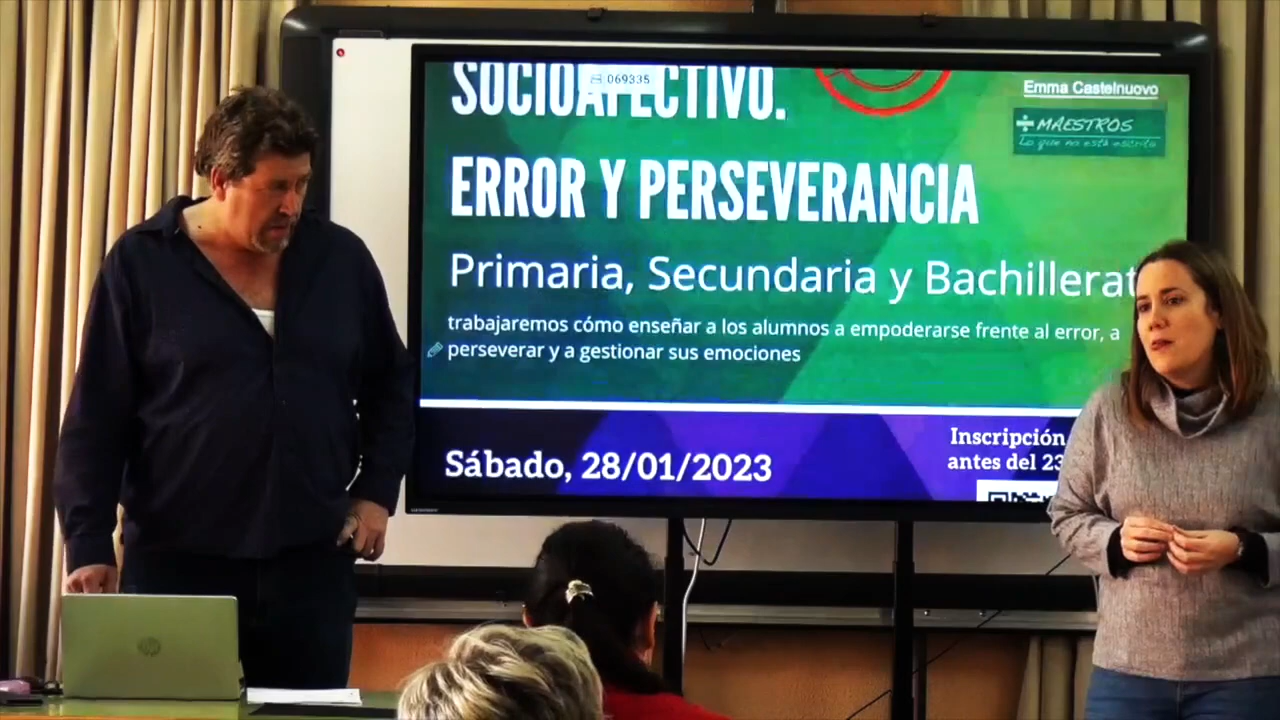 SOCIOAFECTIVO.
069335
Emma Castelnuovo
MAESTROS
Lo que no está escrito
ERROR Y PERSEVERANCIA
Primaria, Secundaria y Bachillerat
trabajaremos cómo enseñar a los alumnos a empoderarse frente al error, a
perseverar y a gestionar sus emociones
Sábado, 28/01/2023
Inscripción
antes del 23
hp